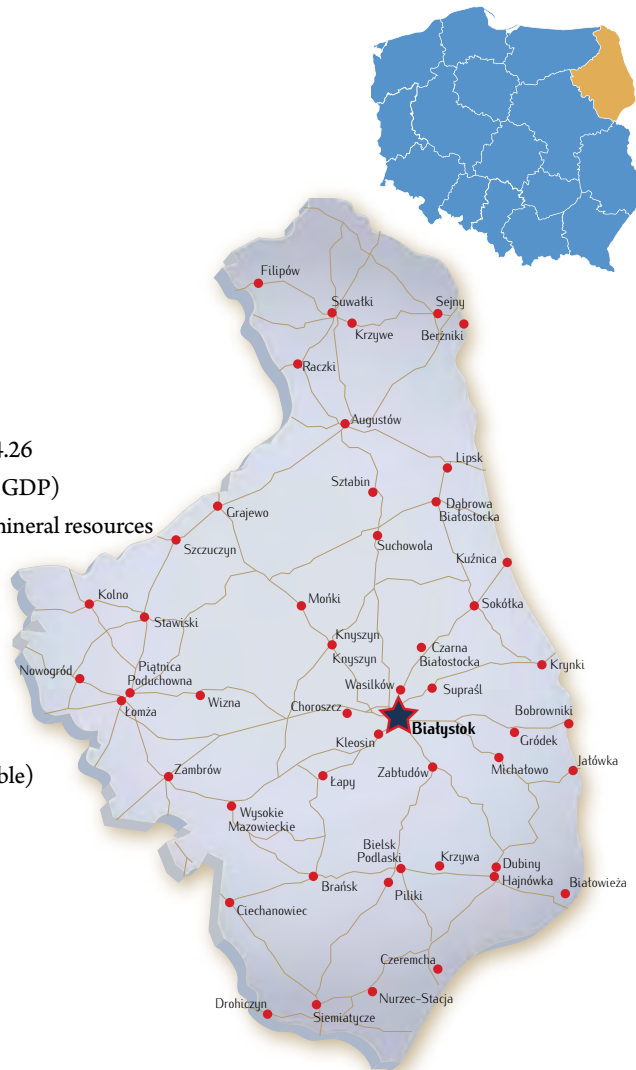 Filipów
Suwałki
Sejny
Krzywe
Berżniki
Raczki
Augustów
4.26
Lipsk
GDP)
Sztabin
Dąbrowa
Białostocka
Grajewo
mineral resources
Szczuczyn
Suchowola
Kuźnica
Kolno
Mońki
Sokółka
Stawiski
Knyszyn
Knyszyn
Czarna
Białostocka
Nowogród
Piątnica
Poduchowna
Krynki
Wasilków
Supraśl
Wizna
Łomża
Choroszcz
Bobrowniki
Białystok
Kleosin
Gródek
Zambrów
Zabłudów
Michałowo
Jałówka
ble)
Łapy
Wysokie
Mazowieckie
Bielsk
Podlaski
Krzywa
Dubiny
Hajnówka
Białowieża
Brańsk
Piliki
Ciechanowiec
Czeremcha
Nurzec-Stacja
Drohiczyn
Siemiatycze